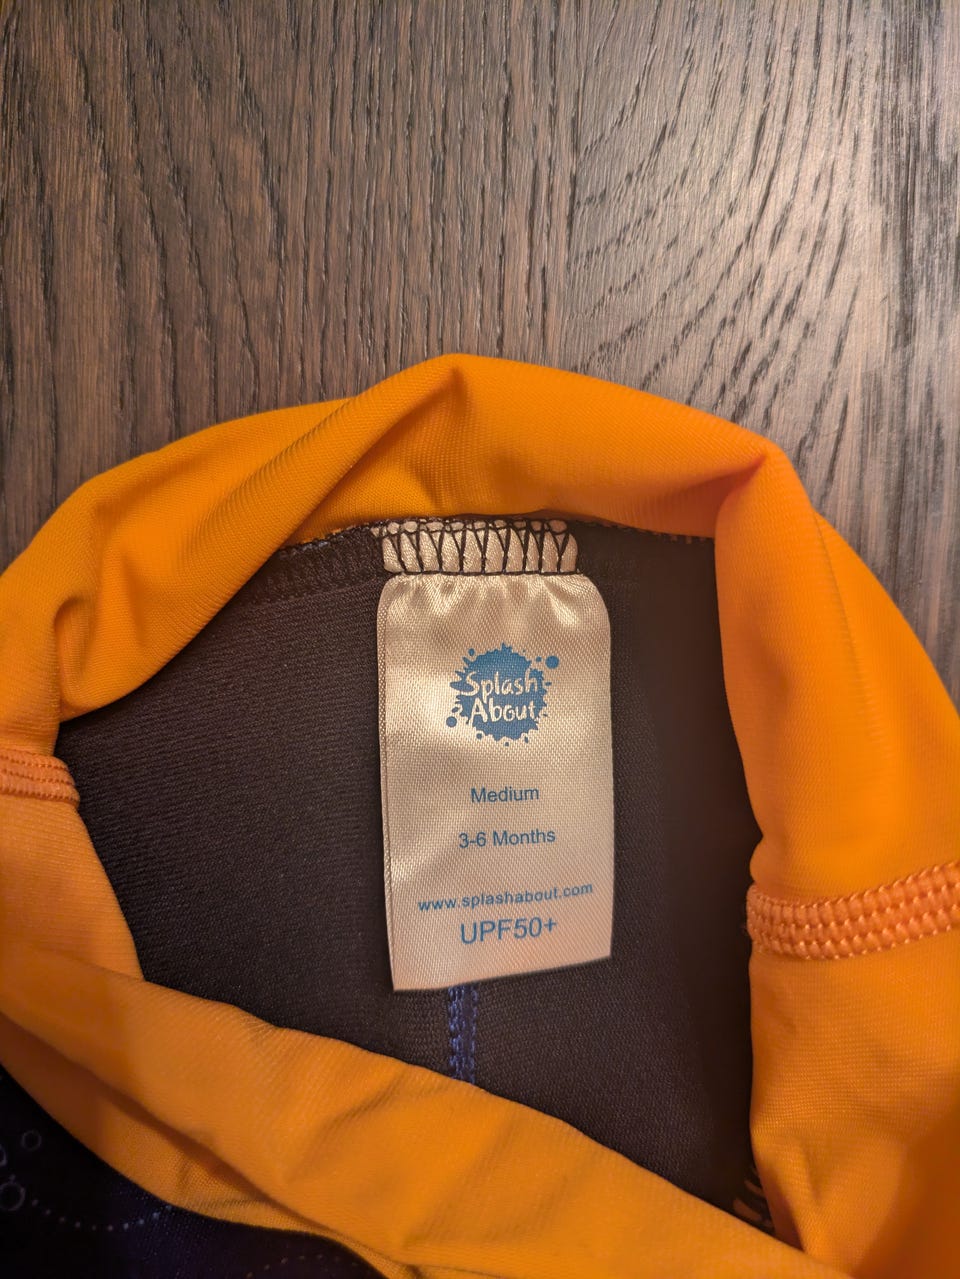 Splash
About
Medium
3-6 Months
www.splashabout.com
UPF50+